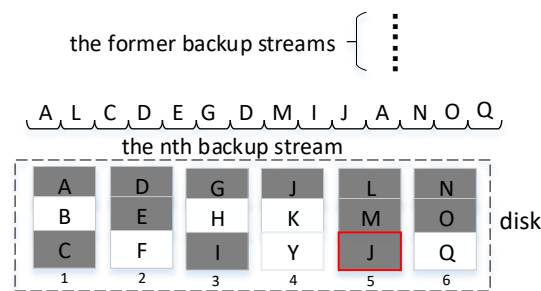 the former backup streams
A L C D E G D M I J A N O Q
the nth backup stream
A D G J L N
B E H K M O
C F I Y J Q
disk
1 2 3 4 5 6